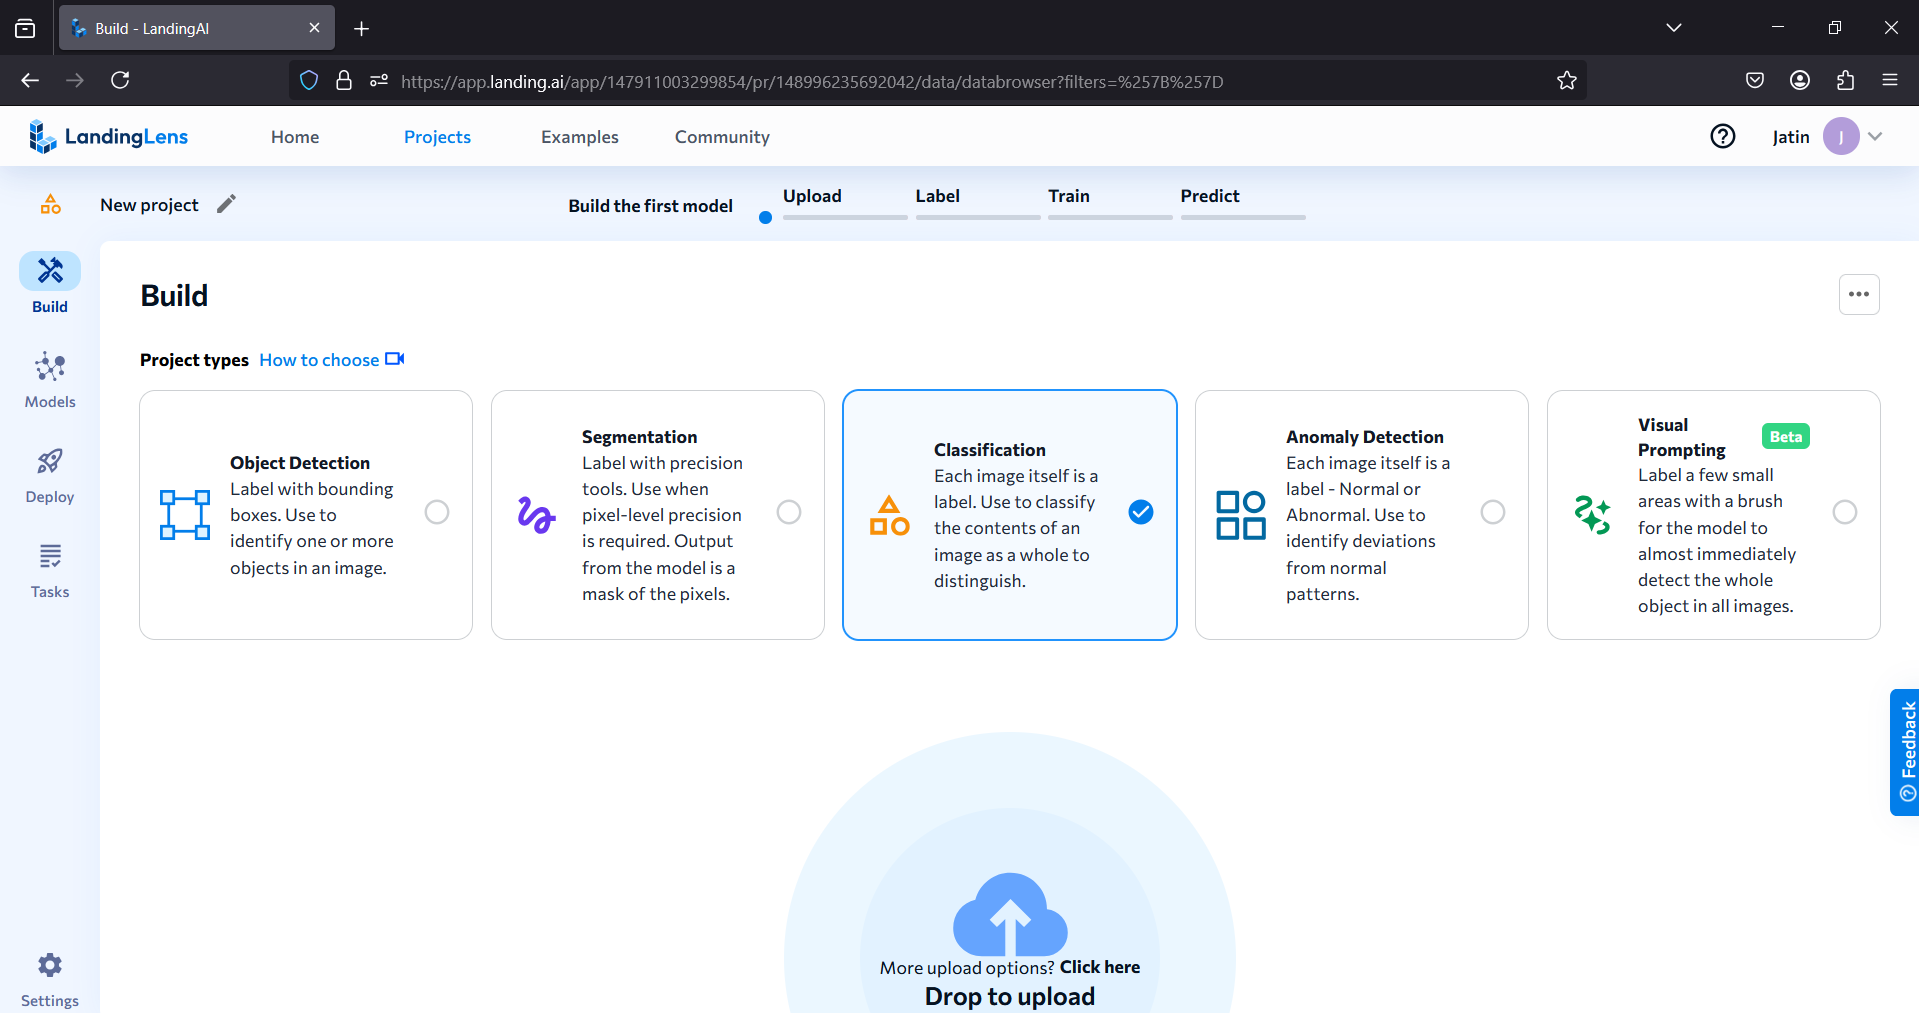 Build - LandingAI
https://app.landing.ai/app/147911003299854/pr/148996235692042/data/databrowser?filters=%257B%257D
LandingLens
Home
Projects
Examples
Community
Jatin
J
New project
Build the first model
Upload
Label
Train
Predict
Build
Models
Deploy
Tasks
Settings
Build
Project types How to choose
Object Detection
Label with bounding
boxes. Use to
identify one or more
objects in an image.
Segmentation
Label with precision
tools. Use when
pixel-level precision
is required. Output
from the model is a
mask of the pixels.
Classification
Each image itself is a
label. Use to classify
the contents of an
image as a whole to
distinguish.
Anomaly Detection
Each image itself is a
label - Normal or
Abnormal. Use to
identify deviations
from normal
patterns.
Visual
Prompting
Beta
Label a few small
areas with a brush
for the model to
almost immediately
detect the whole
object in all images.
Feedback
More upload options? Click here
Drop to upload